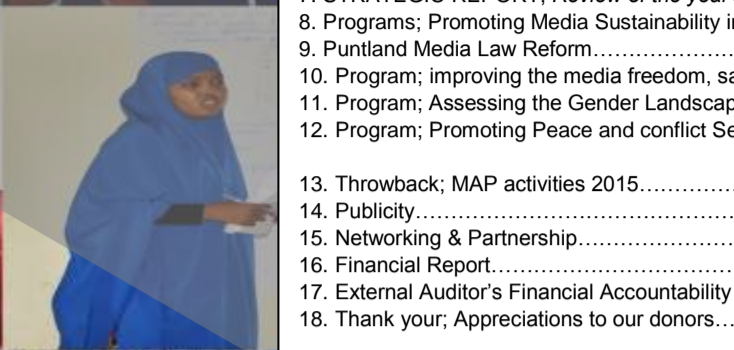 8. Programs; Promoting Media Sustainability in
9. Puntland Media Law Reform……………………
10. Program; improving the media freedom, sa
11. Program; Assessing the Gender Landscap
12. Program; Promoting Peace and conflict Se
13. Throwback; MAP activities 2015……………
14. Publicity……………………………………………
15. Networking & Partnership……………………
16. Financial Report…………………………………
17. External Auditor's Financial Accountability
18. Thank your; Appreciations to our donors…